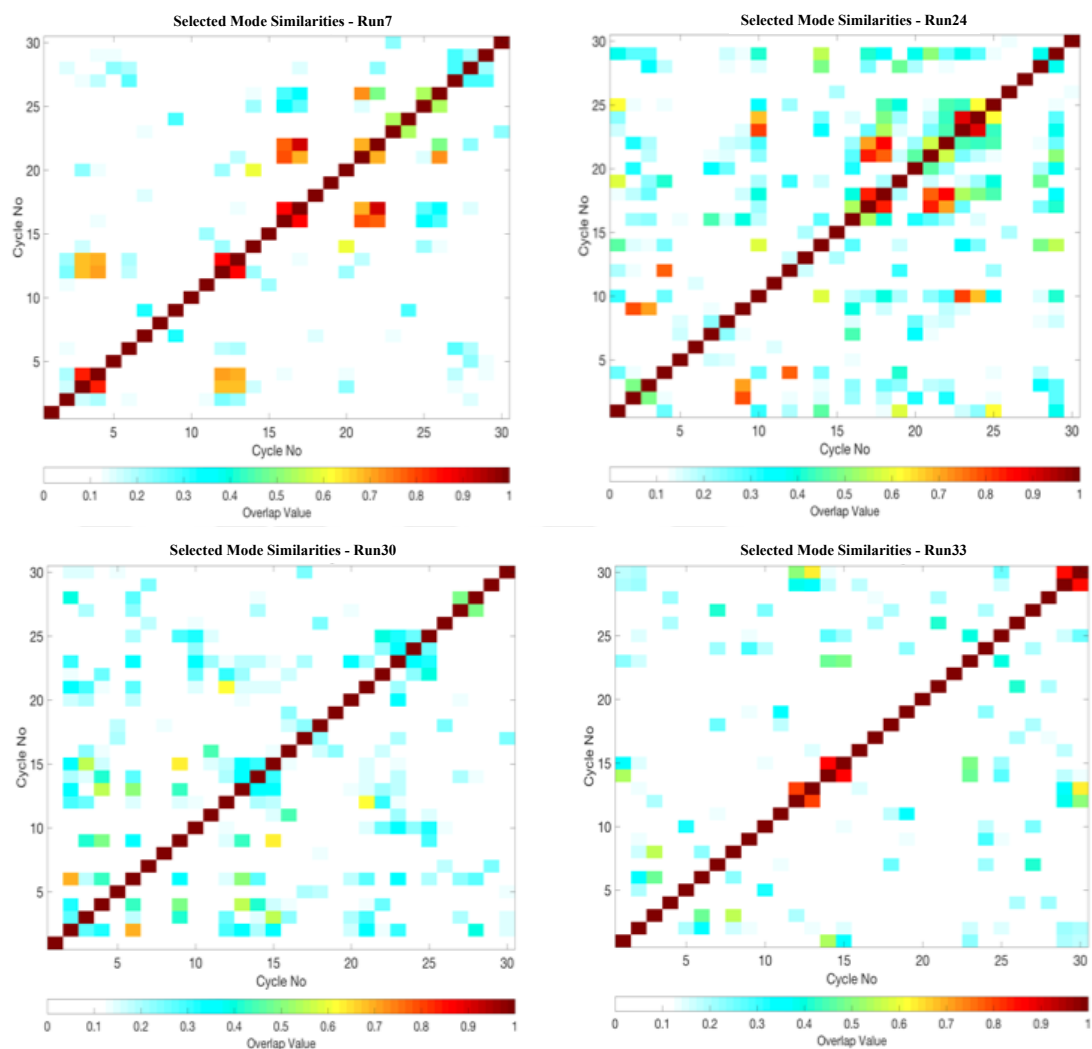 Selected Mode Similarities - Run7
30
25
20
15
10
5
Cycle No
5 10 15 20 25 30
Cycle No
0 0.1 0.2 0.3 0.4 0.5 0.6 0.7 0.8 0.9 1
Overlap Value
Selected Mode Similarities - Run24
30
25
20
15
10
5
Cycle No
5 10 15 20 25 30
Cycle No
0 0.1 0.2 0.3 0.4 0.5 0.6 0.7 0.8 0.9 1
Overlap Value
Selected Mode Similarities - Run30
30
25
20
15
10
5
Cycle No
5 10 15 20 25 30
Cycle No
0 0.1 0.2 0.3 0.4 0.5 0.6 0.7 0.8 0.9 1
Overlap Value
Selected Mode Similarities - Run33
30
25
20
15
10
5
Cycle No
5 10 15 20 25 30
Cycle No
0 0.1 0.2 0.3 0.4 0.5 0.6 0.7 0.8 0.9 1
Overlap Value